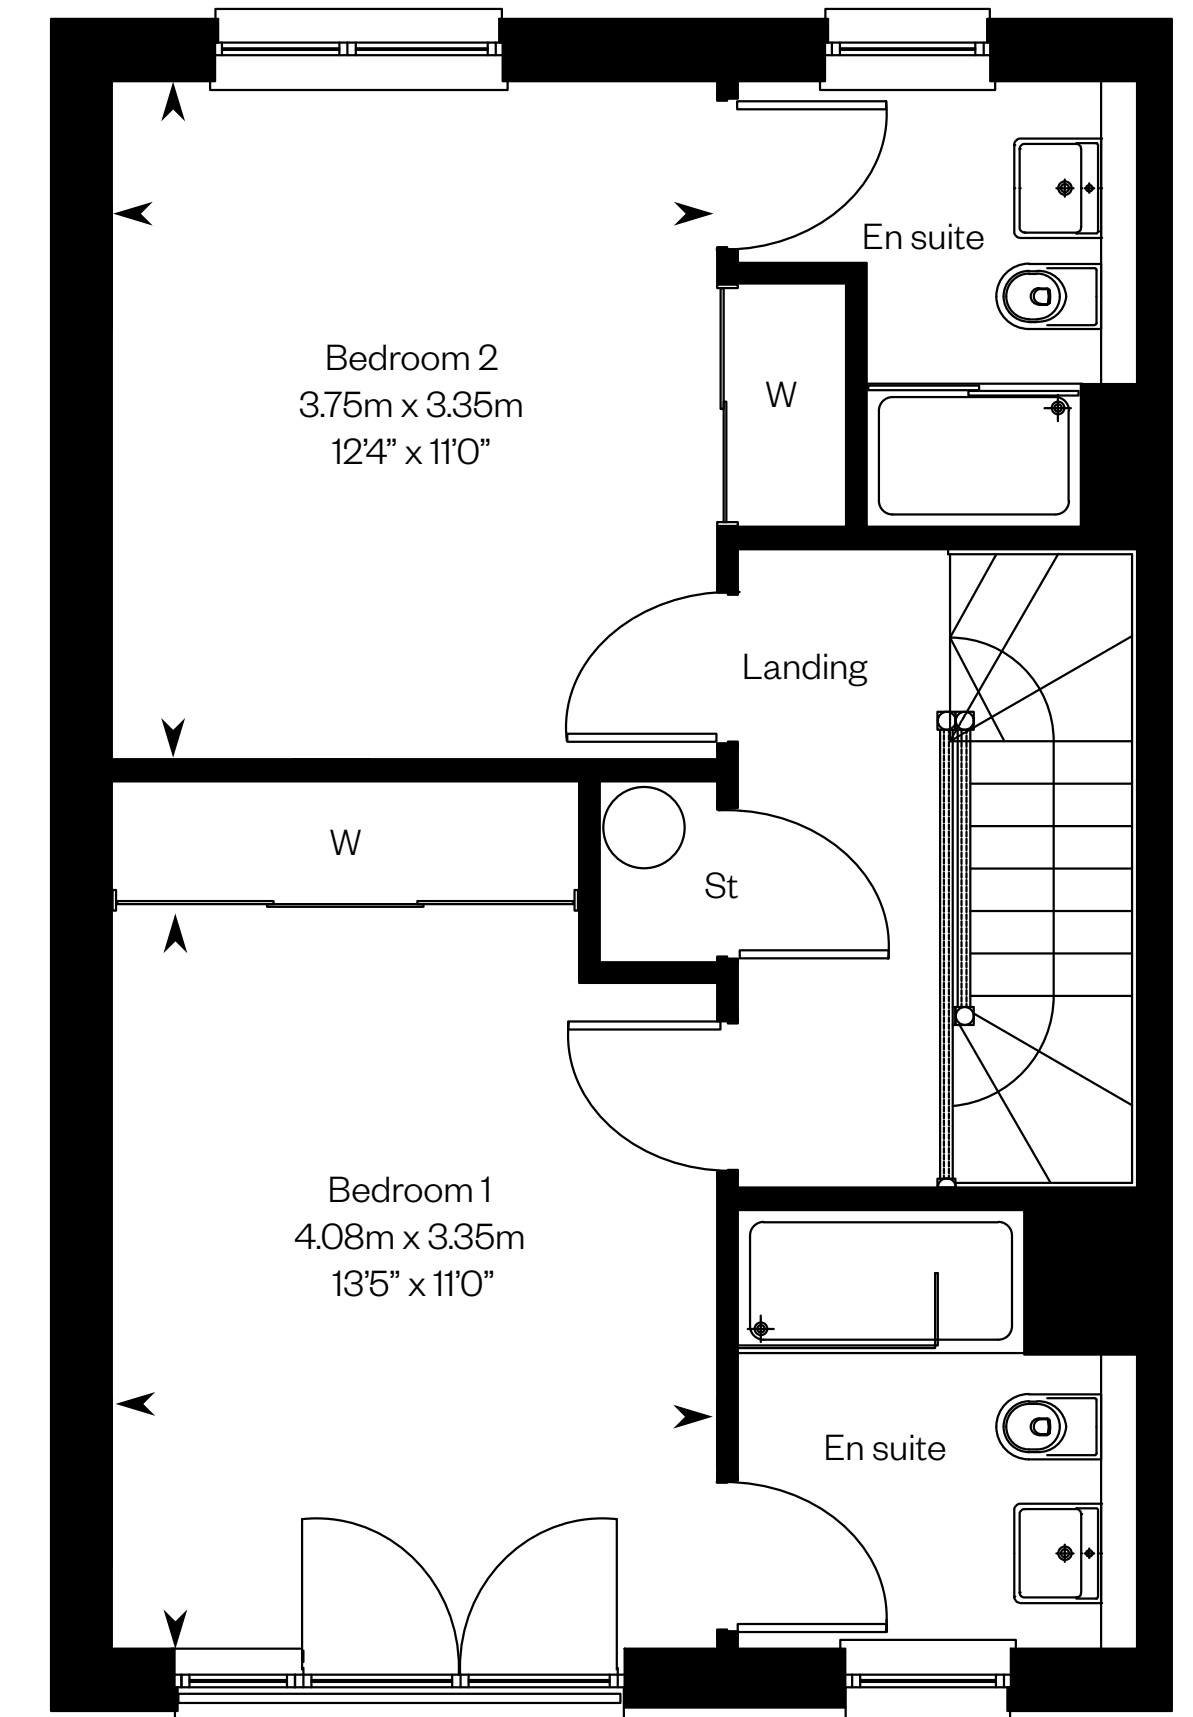 En suite
Bedroom 2
3.75m x 3.35m
12’4” x 11’0”
W
Landing
W
St
Bedroom 1
4.08m x 3.35m
13’5” x 11’0”
En suite